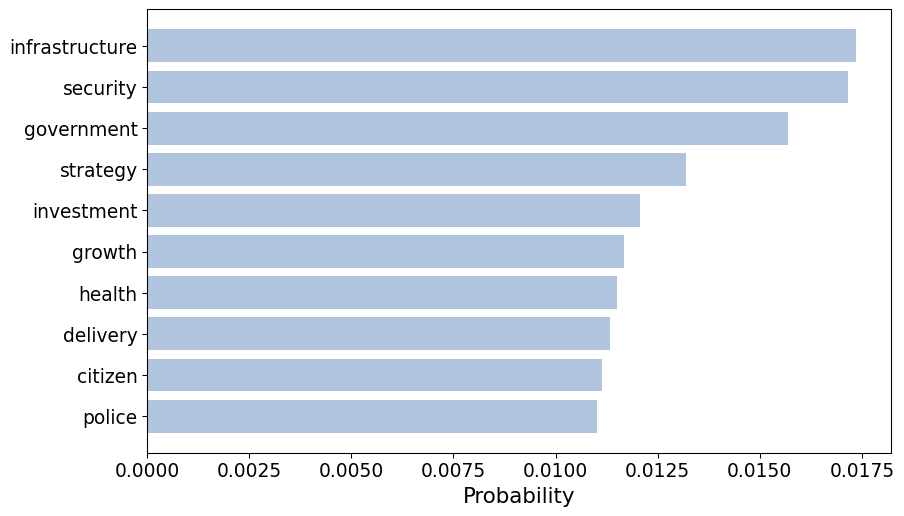 infrastructure
security
government
strategy
investment
growth
health
delivery
citizen
police
0.0000 0.0025 0.0050 0.0075 0.0100 0.0125 0.0150 0.0175
Probability